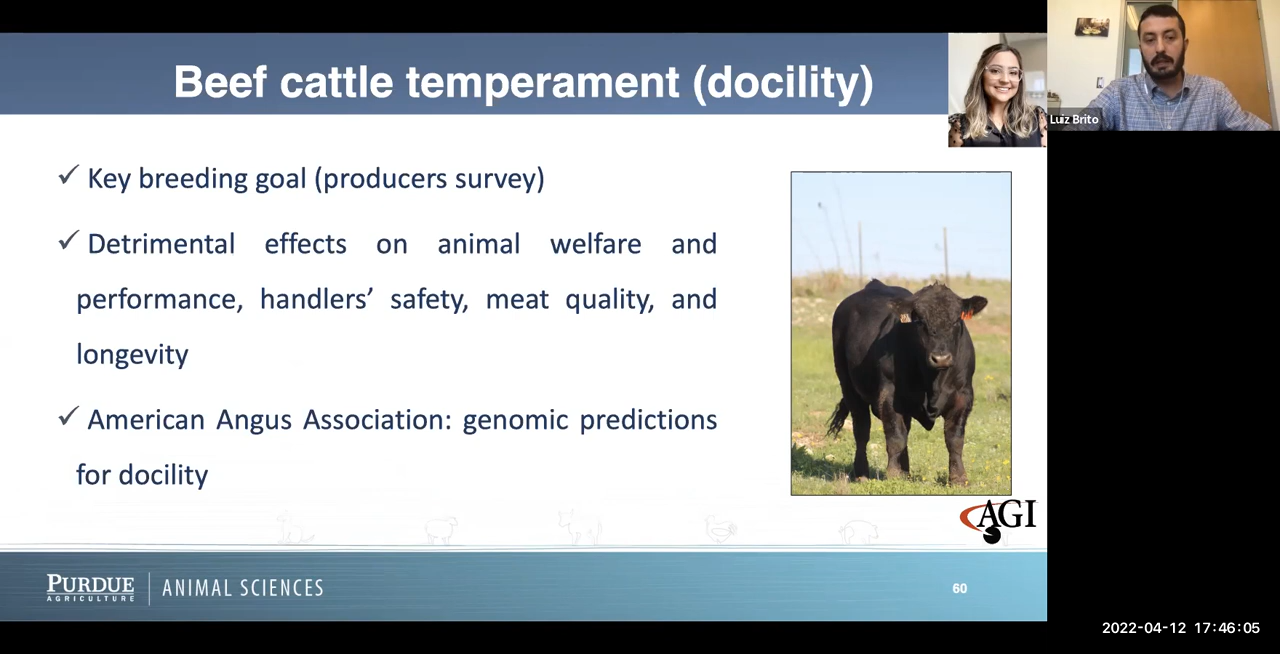 Beef cattle temperament (docility)
Luiz Brito
✓ Key breeding goal (producers survey)
✓ Detrimental effects on animal welfare and
performance, handlers’ safety, meat quality, and
longevity
✓ American Angus Association: genomic predictions
for docility
AGI
PURDUE
AGRICULTURE
ANIMAL SCIENCES
60
2022-04-12 17:46:05